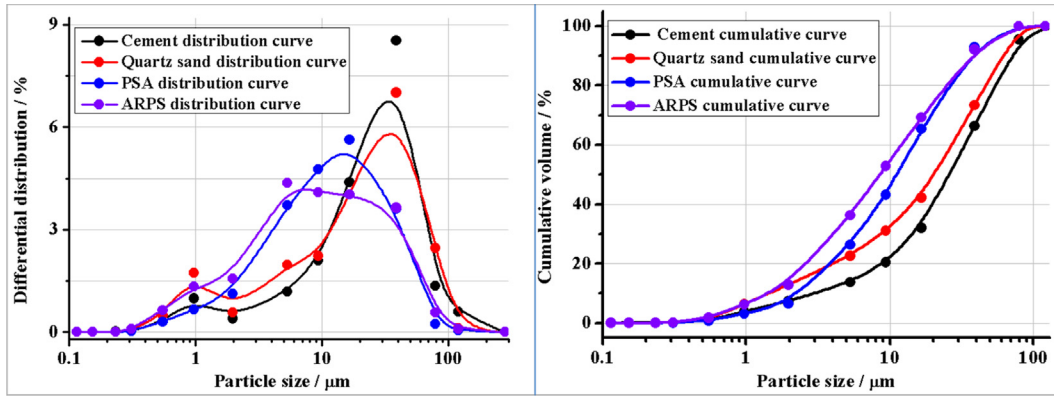 Differential distribution / %
9
6
3
0
Cement distribution curve
Quartz sand distribution curve
PSA distribution curve
ARPS distribution curve
0.1 1 10 100
Particle size / μm
Cumulative volume / %
100
80
60
40
20
0
Cement cumulative curve
Quartz sand cumulative curve
PSA cumulative curve
ARPS cumulative curve
0.1 1 10 100
Particle size / μm